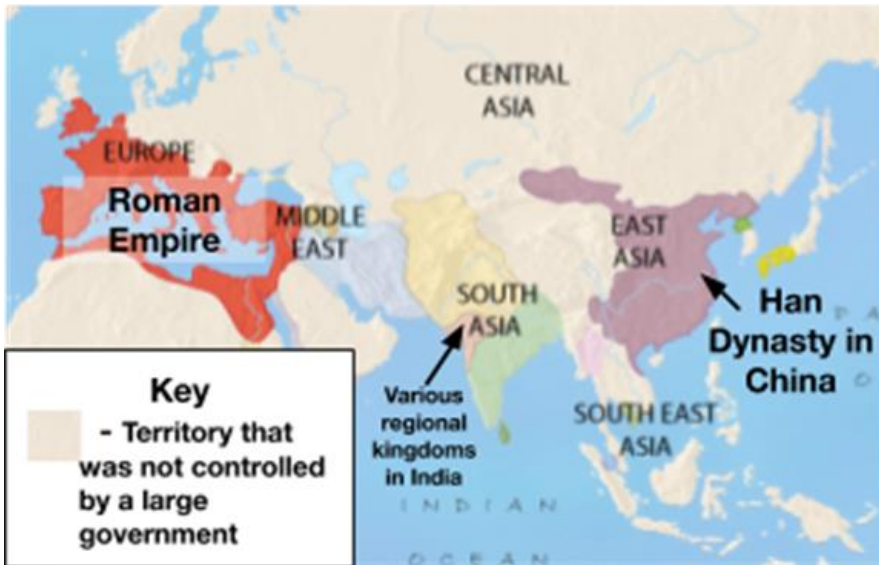 CENTRAL
ASIA
EUROPE
Roman
Empire
MIDDLE
EAST
EAST
ASIA
SOUTH
ASIA
Han
Dynasty in
China
Various
regional
kingdoms
in India
SOUTH EAST
ASIA
Key
- Territory that
was not controlled
by a large
government
INDIAN
OCEAN
P A
O